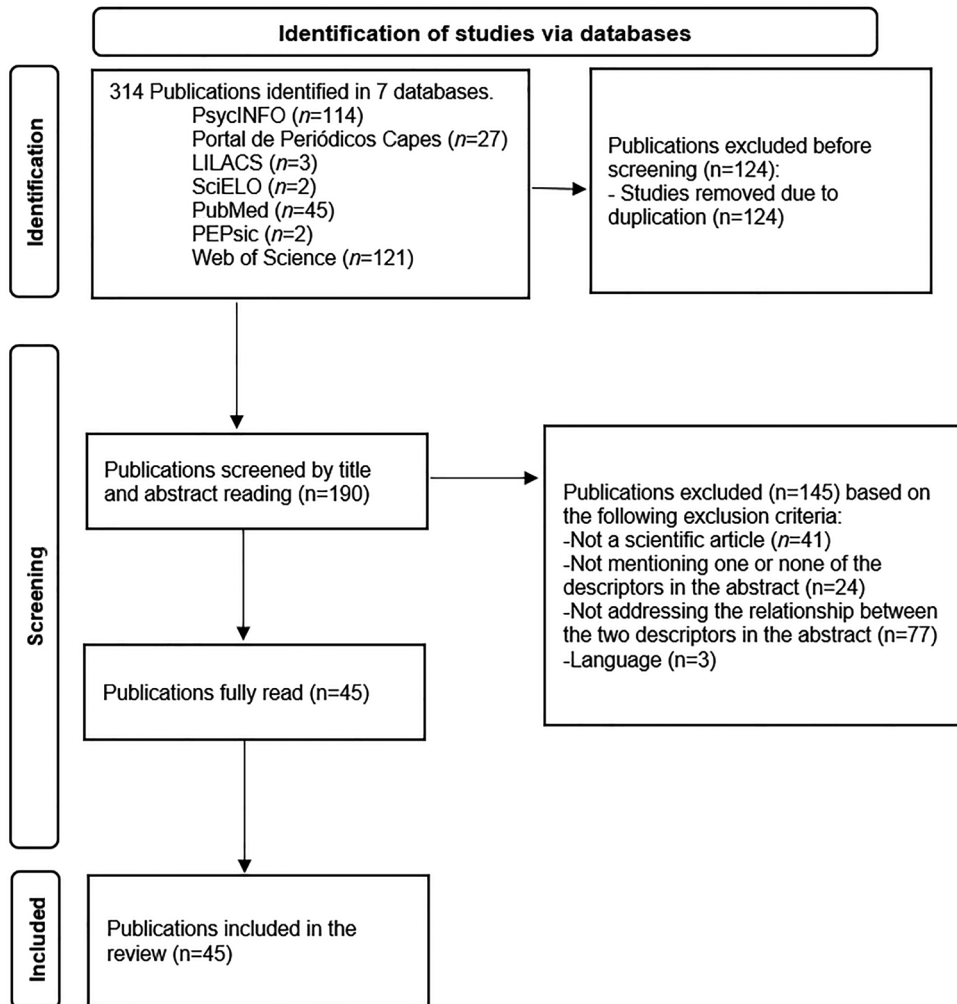 Identification of studies via databases
Identification
314 Publications identified in 7 databases.
PsycINFO (n=114)
Portal de Periódicos Capes (n=27)
LILACS (n=3)
SciELO (n=2)
PubMed (n=45)
PEPsic (n=2)
Web of Science (n=121)
Publications excluded before
screening (n=124):
- Studies removed due to
duplication (n=124)
Screening
Publications screened by title
and abstract reading (n=190)
Publications excluded (n=145) based on
the following exclusion criteria:
-Not a scientific article (n=41)
-Not mentioning one or none of the
descriptors in the abstract (n=24)
-Not addressing the relationship between
the two descriptors in the abstract (n=77)
-Language (n=3)
Publications fully read (n=45)
Included
Publications included in the
review (n=45)